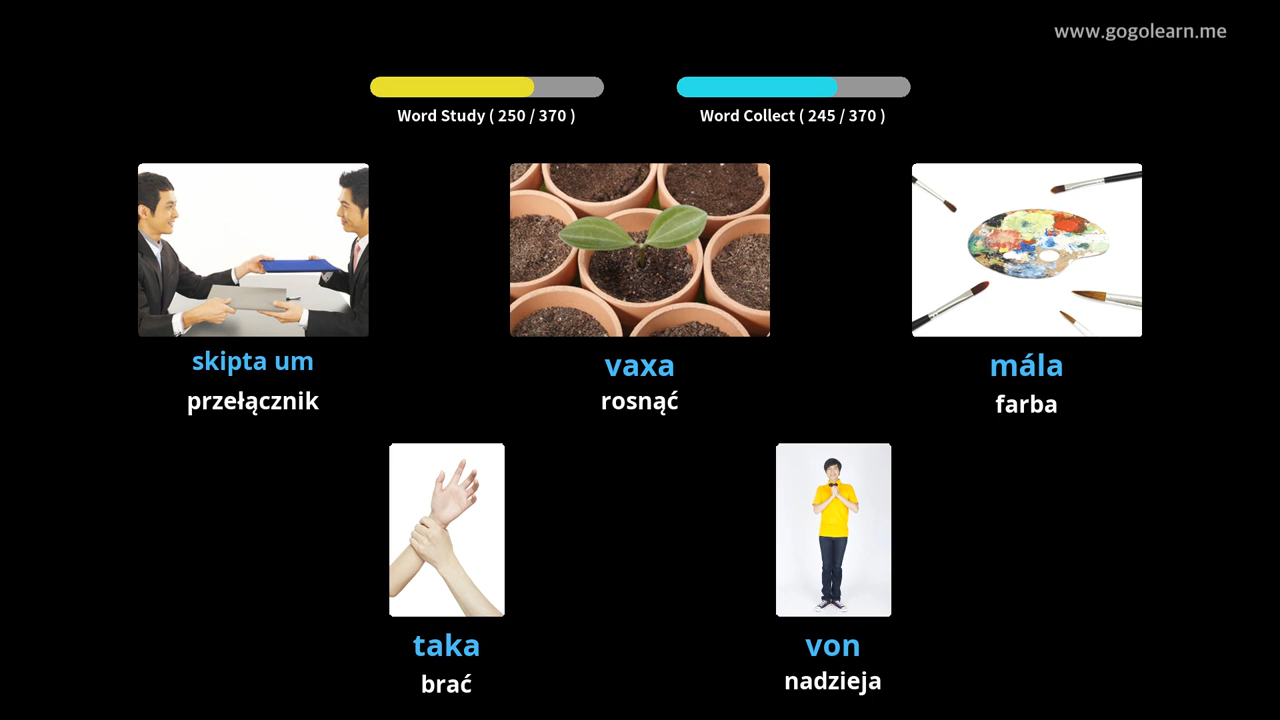 www.gogolearn.me
Word Study ( 250 / 370 )
Word Collect ( 245 / 370 )
skipta um
przełącznik
vaxa
rosnąć
mála
farba
taka
brać
von
nadzieja